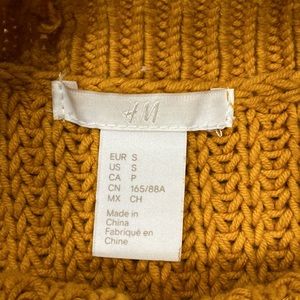 H&M
EUR S
US S
CA P
CN 165/88A
MX CH
Made in
China
Fabriqué en
Chine